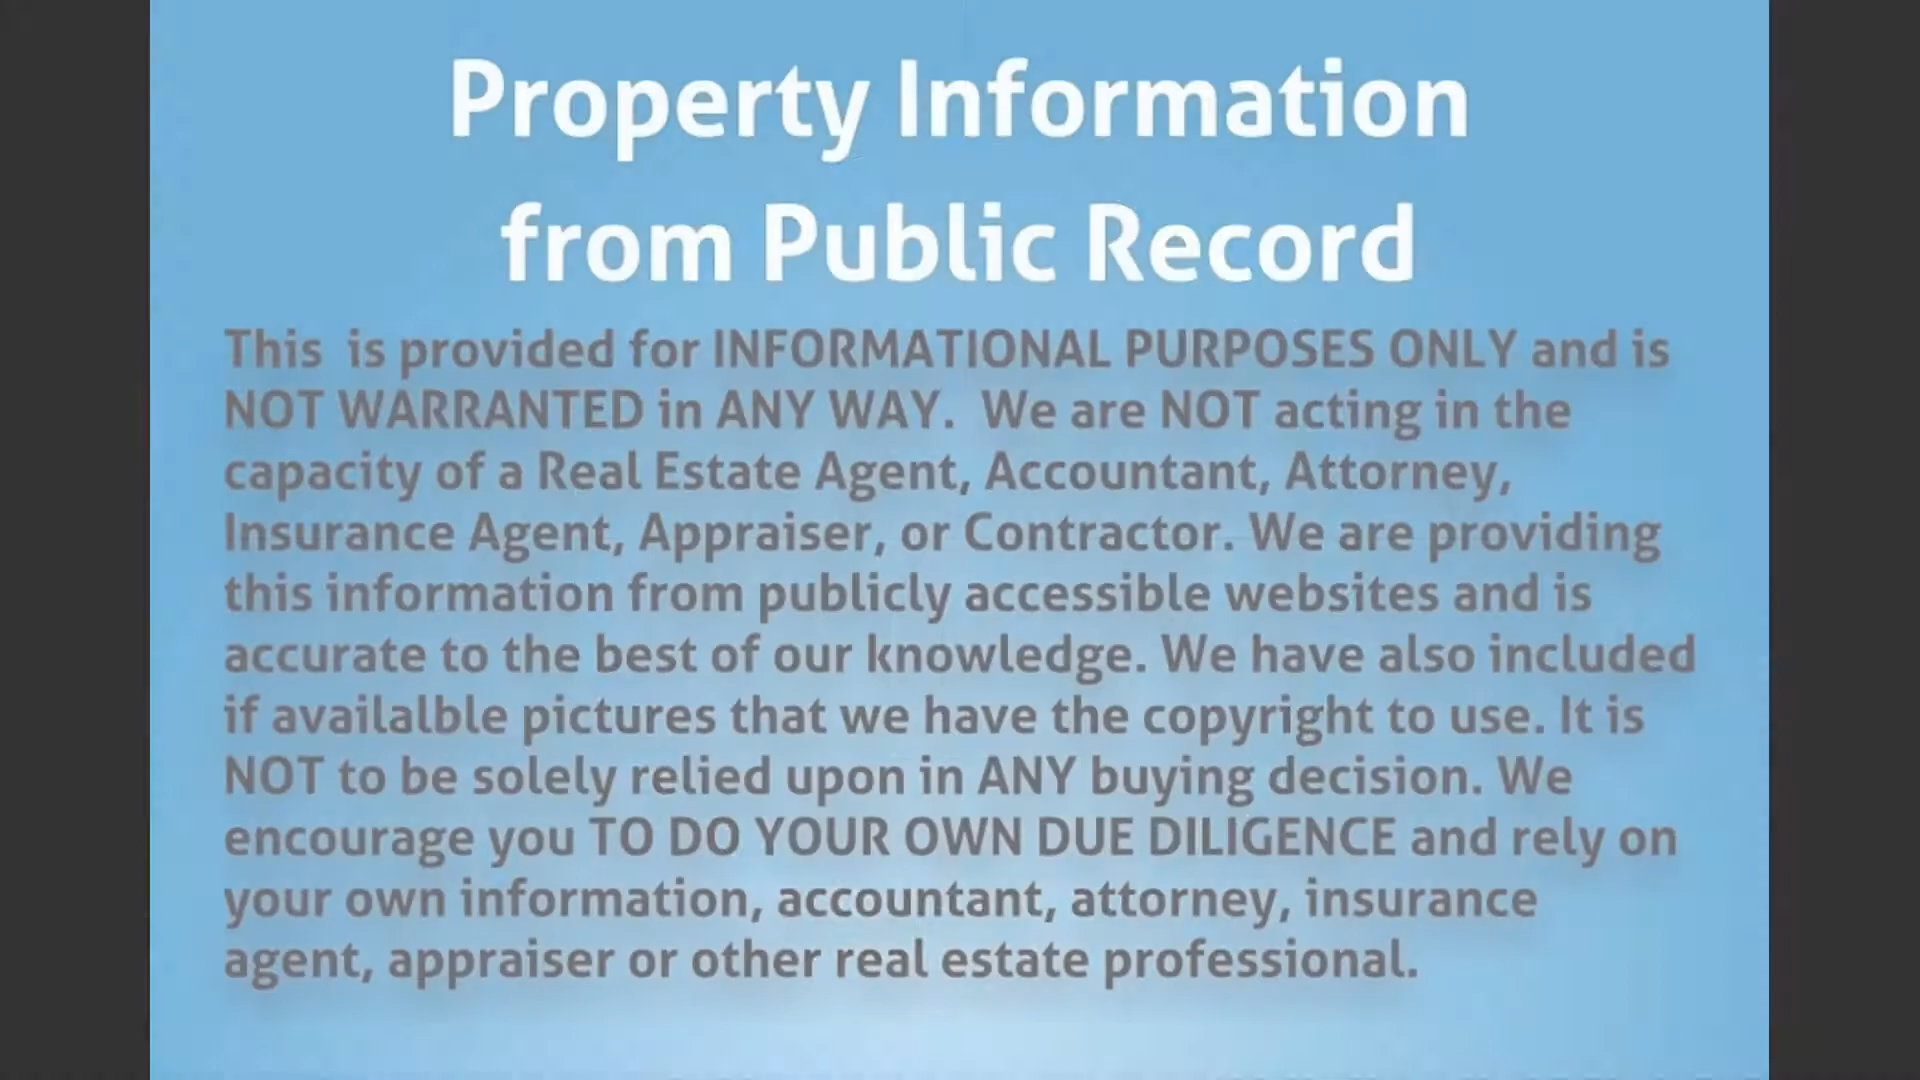 Property Information
from Public Record
This is provided for INFORMATIONAL PURPOSES ONLY and is
NOT WARRANTED in ANY WAY. We are NOT acting in the
capacity of a Real Estate Agent, Accountant, Attorney,
Insurance Agent, Appraiser, or Contractor. We are providing
this information from publicly accessible websites and is
accurate to the best of our knowledge. We have also included
if availalble pictures that we have the copyright to use. It is
NOT to be solely relied upon in ANY buying decision. We
encourage you TO DO YOUR OWN DUE DILIGENCE and rely on
your own information, accountant, attorney, insurance
agent, appraiser or other real estate professional.